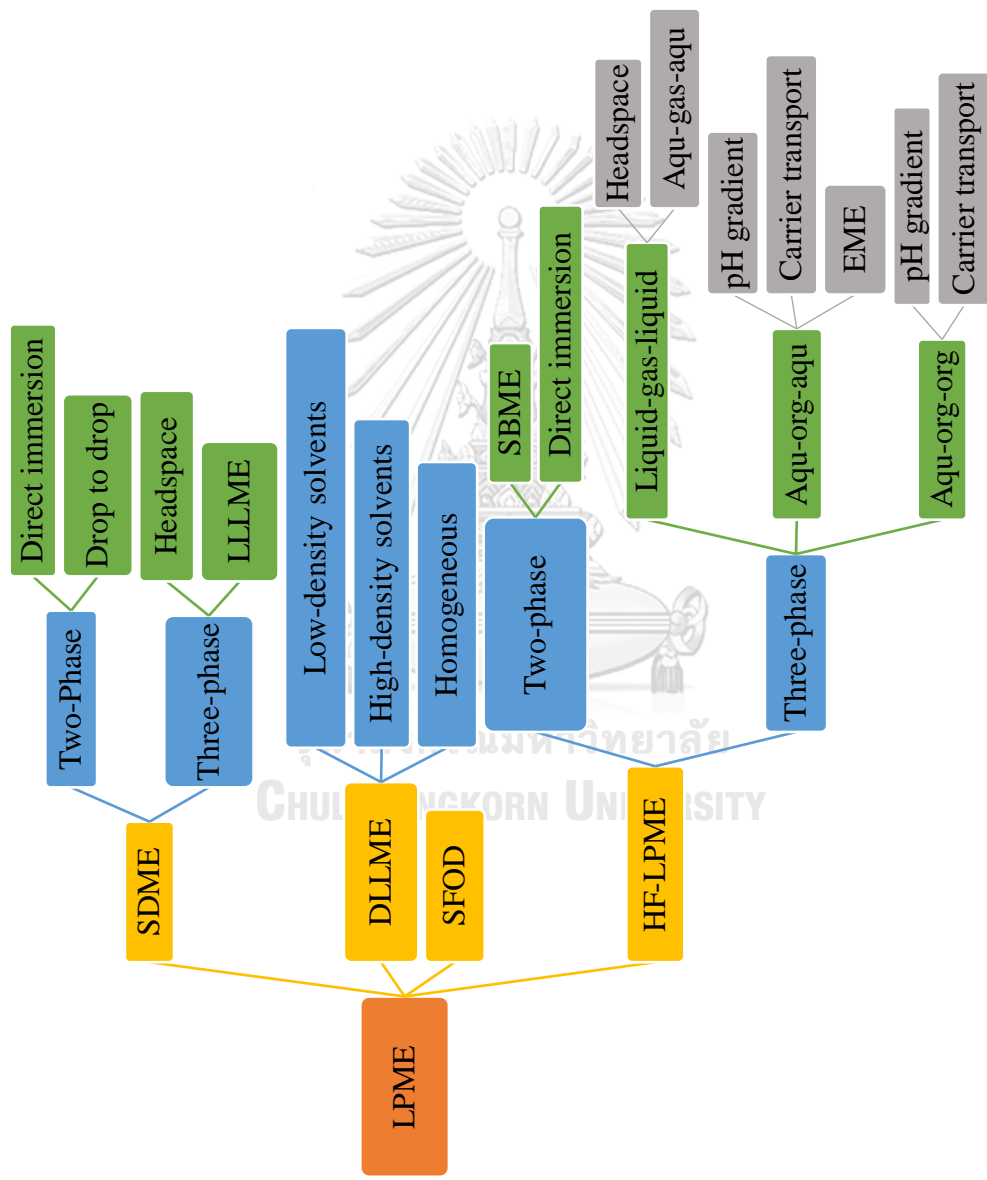 LPME
SDME
Two-Phase
Direct immersion
Drop to drop
Three-phase
Headspace
LLLME
DLLME
Low-density solvents
High-density solvents
Homogeneous
SFOD
HF-LPME
Two-phase
SBME
Direct immersion
Three-phase
Liquid-gas-liquid
Headspace
Aqu-gas-aqu
Aqu-org-aqu
pH gradient
Carrier transport
EME
Aqu-org-org
pH gradient
Carrier transport